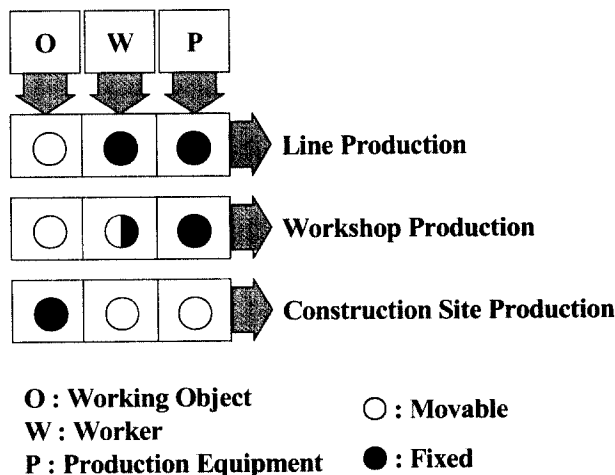 O W P
Line Production
Workshop Production
Construction Site Production
O : Working Object
W : Worker
P : Production Equipment
: Movable
: Fixed